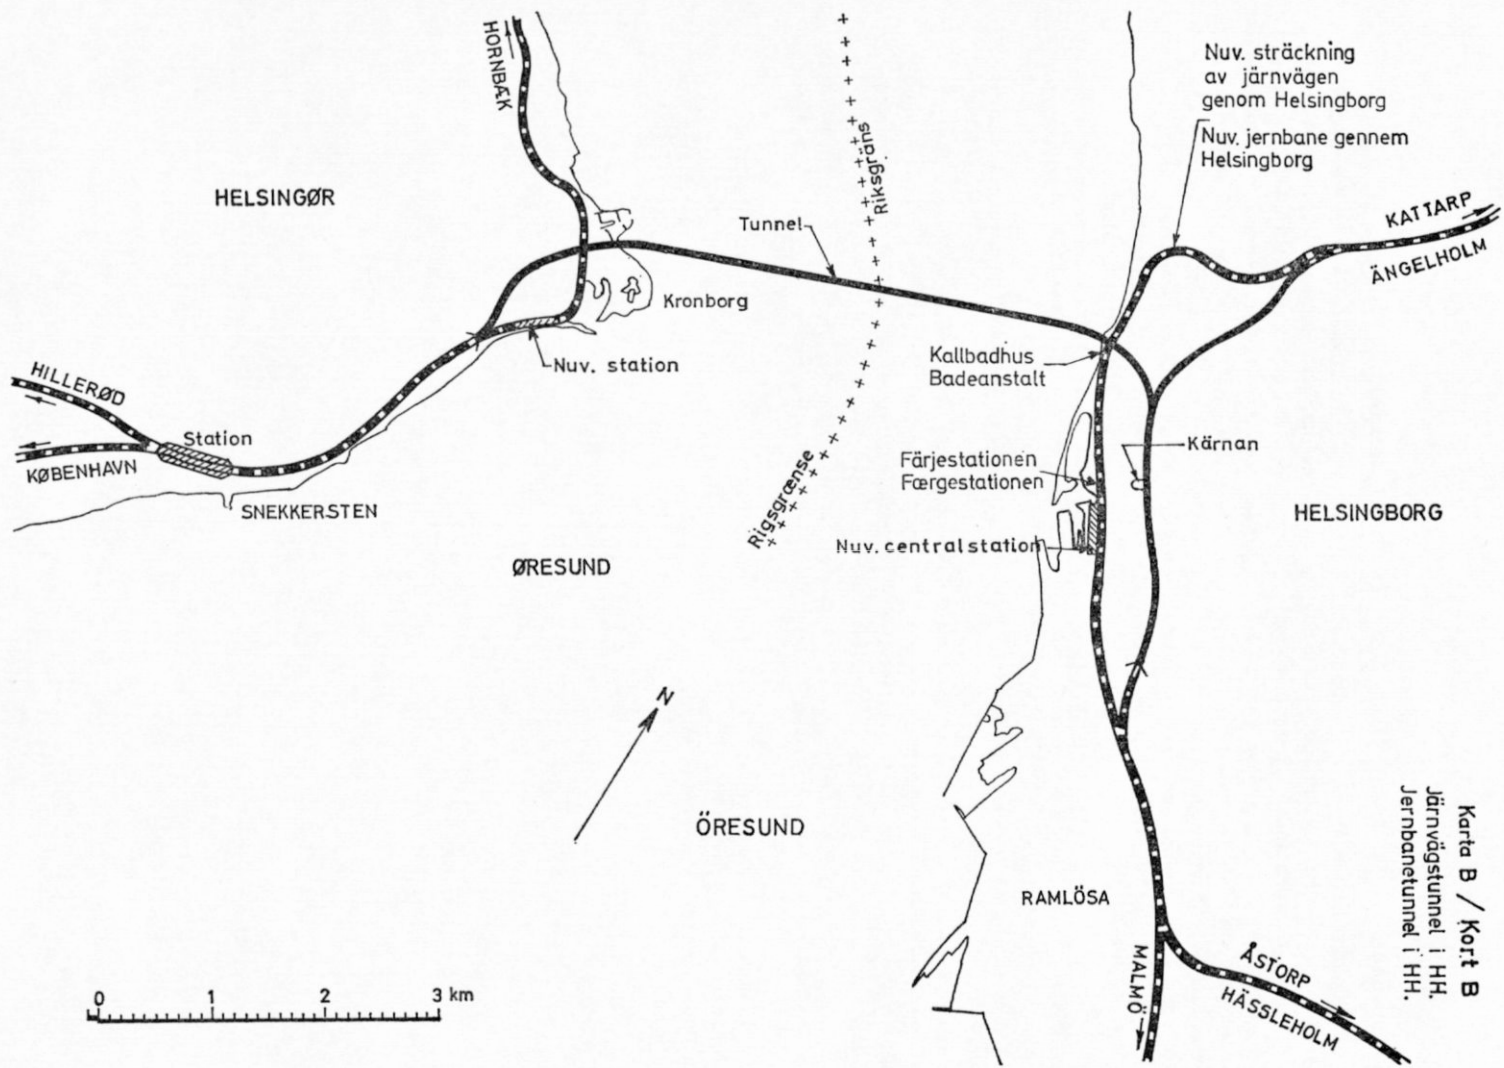 HORNBÆK
Nuv. sträckning
av järnvägen
genom Helsingborg
Nuv. jernbane gennem
Helsingborg
Riksgräns
HELSINGØR
KATTARP
ÄNGELHOLM
Tunnel
Kronborg
Nuv. station
Kallbadhus
Badeanstalt
HILLERØD
Station
KØBENHAVN
SNEKKERSTEN
Kärnan
Färjestationen
Færgestationen
Rigsgrænse
HELSINGBORG
Nuv. centralstation
ØRESUND
N
ÖRESUND
RAMLÖSA
Karta B / Kort B
Järnvägstunnel i HH.
Jernbanetunnel i HH.
MALMÖ
ÅSTORP
HÄSSLEHOLM
0 1 2 3 km